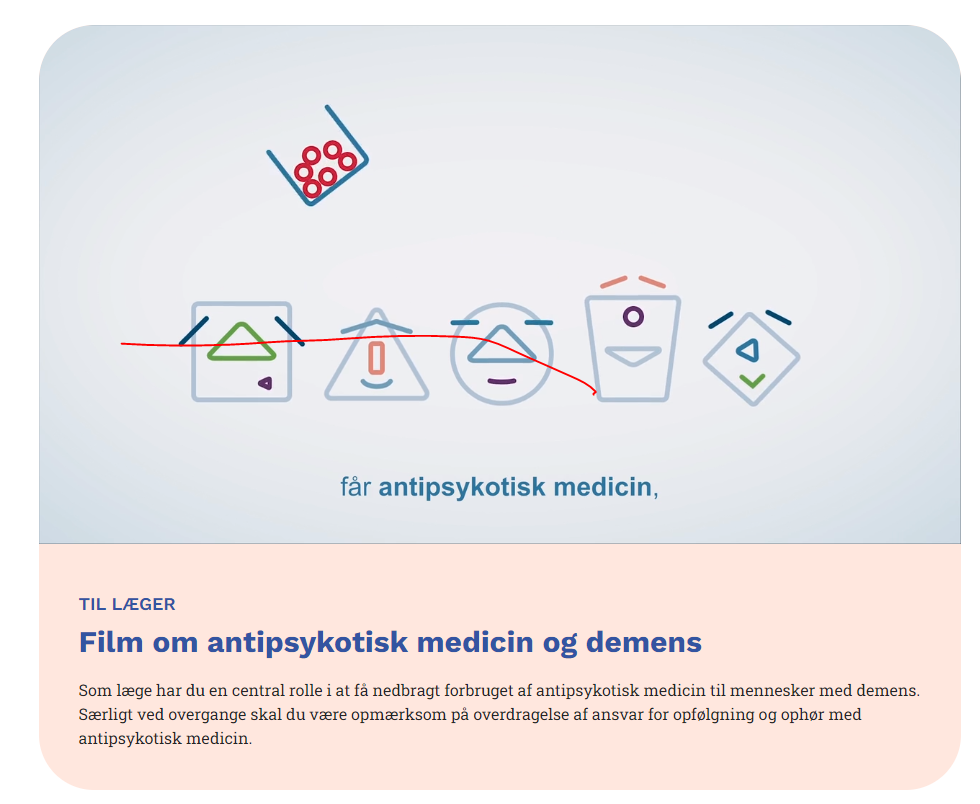 får antipsykotisk medicin,
TIL LÆGER
Film om antipsykotisk medicin og demens
Som læge har du en central rolle i at få nedbragt forbruget af antipsykotisk medicin til mennesker med demens.
Særligt ved overgange skal du være opmærksom på overdragelse af ansvar for opfølgning og ophør med
antipsykotisk medicin.